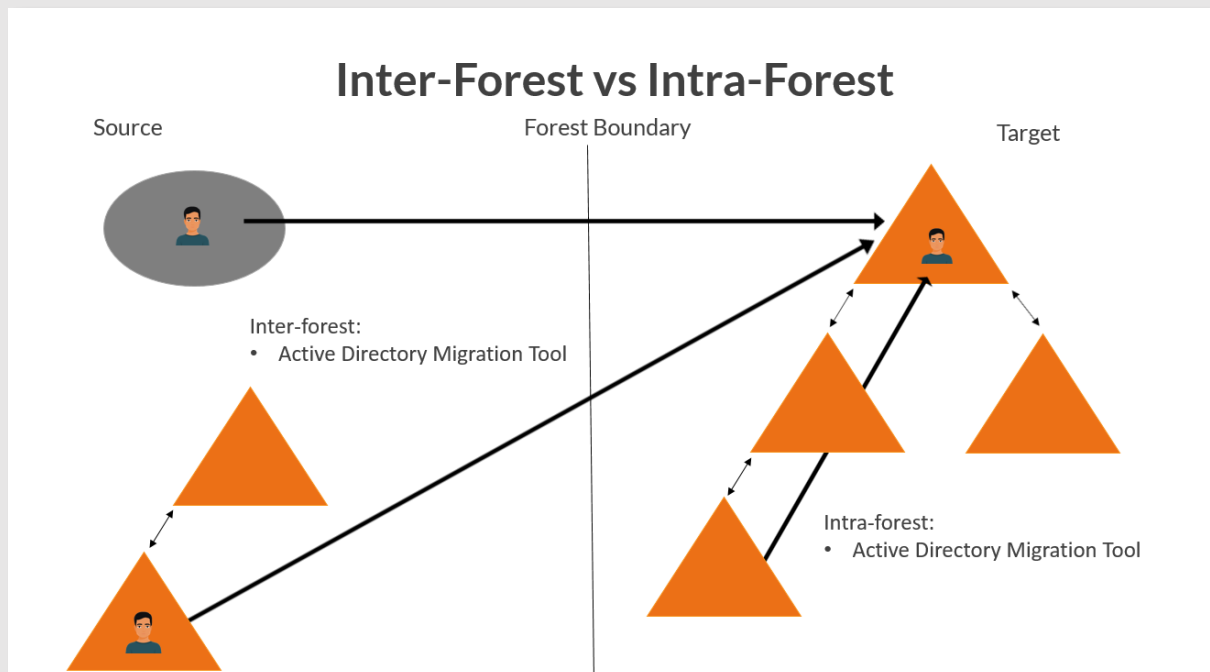 Inter-Forest vs Intra-Forest
Source
Forest Boundary
Target
Inter-forest:
• Active Directory Migration Tool
Intra-forest:
• Active Directory Migration Tool